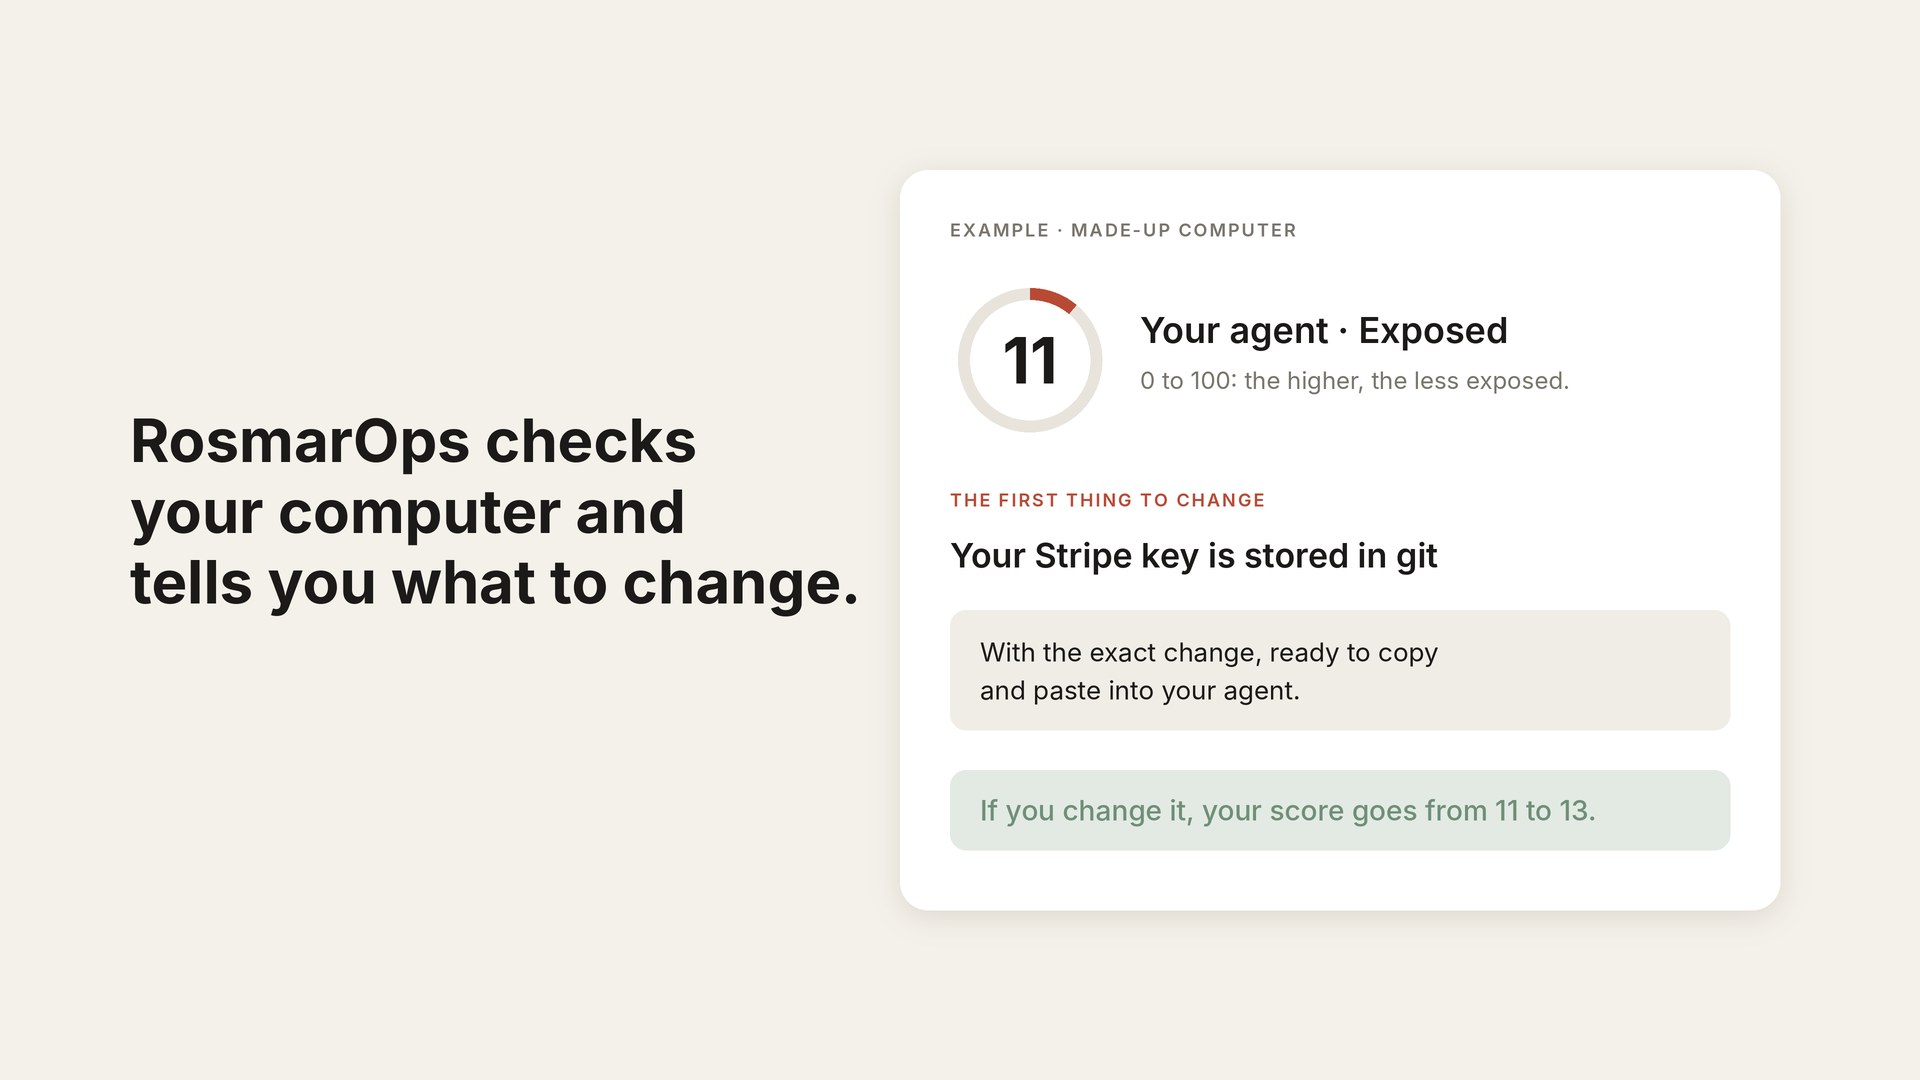 RosmarOps checks
your computer and
tells you what to change.
EXAMPLE · MADE-UP COMPUTER
11
Your agent · Exposed
0 to 100: the higher, the less exposed.
THE FIRST THING TO CHANGE
Your Stripe key is stored in git
With the exact change, ready to copy
and paste into your agent.
If you change it, your score goes from 11 to 13.